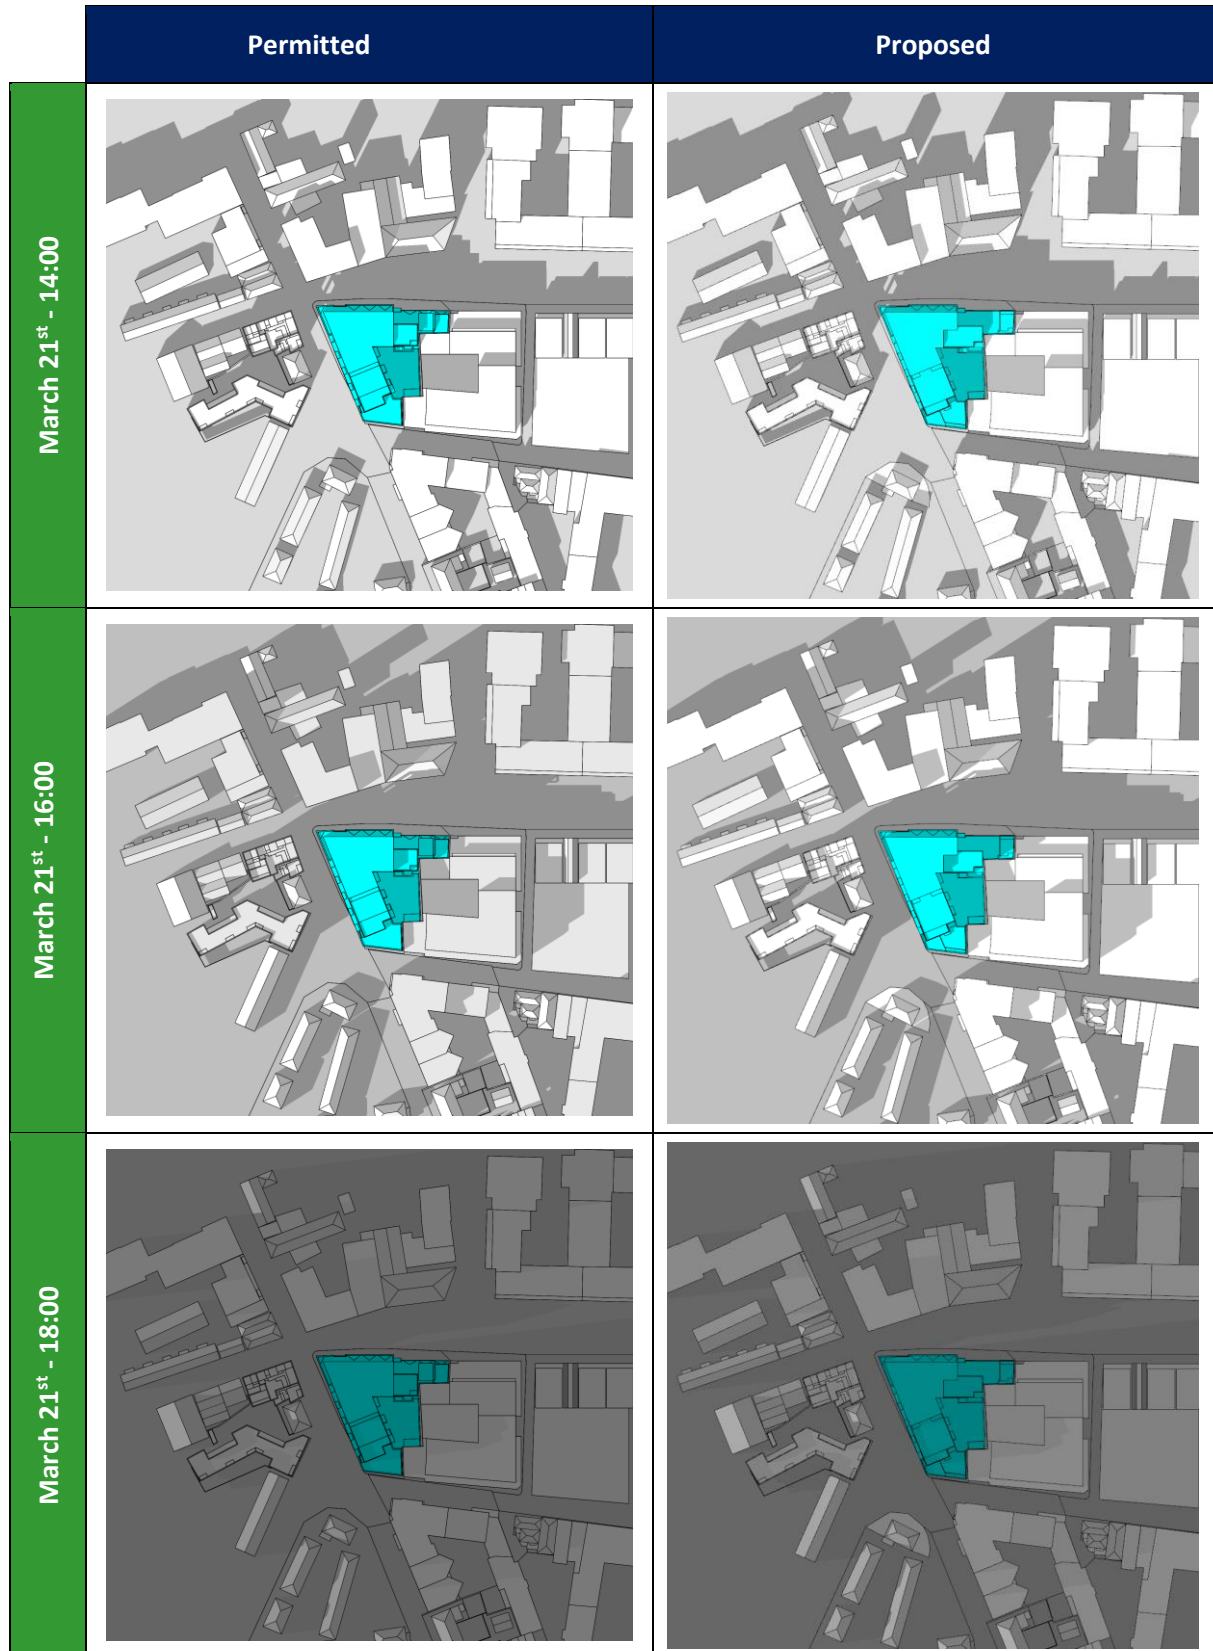 Permitted
Proposed
March 21st - 14:00
March 21st - 16:00
March 21st - 18:00